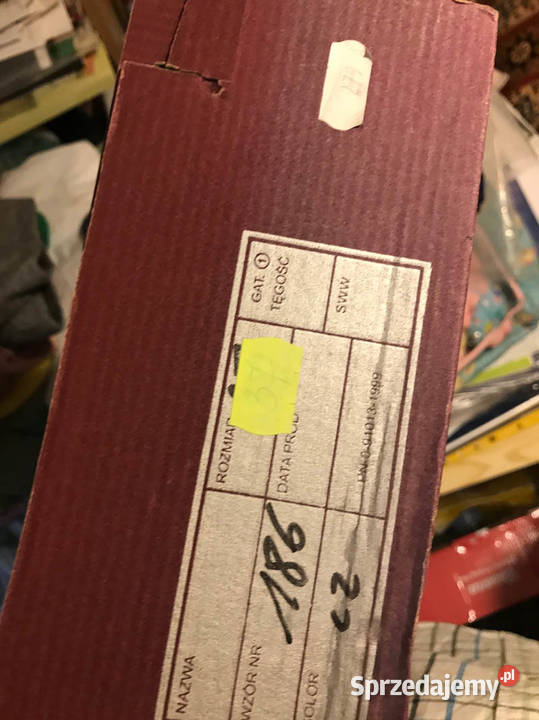 GAT. 1
TĘGOŚĆ
SWW
ROZMIAR
37
DATA PROD
PN-O-91013-1999
NAZWA
WZÓR NR
186
KOLOR
cz
Sprzedajemy.pl